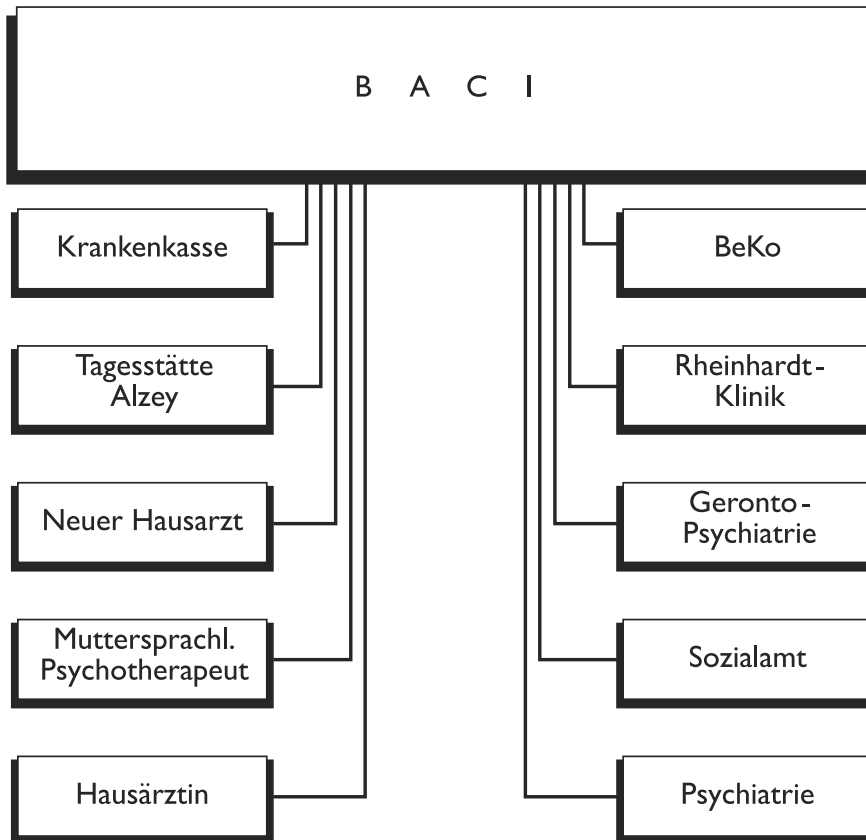 B A C I
Krankenkasse
BeKo
Tagesstätte
Alzey
Rheinhardt-
Klinik
Neuer Hausarzt
Geronto-
Psychiatrie
Muttersprachl.
Psychotherapeut
Sozialamt
Hausärztin
Psychiatrie